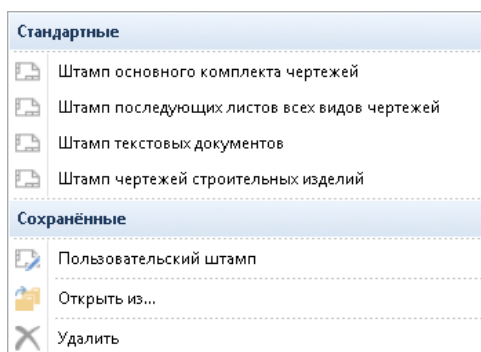 Стандартные
Штамп основного комплекта чертежей
Штамп последующих листов всех видов чертежей
Штамп текстовых документов
Штамп чертежей строительных изделий
Сохранённые
Пользовательский штамп
Открыть из...
Удалить